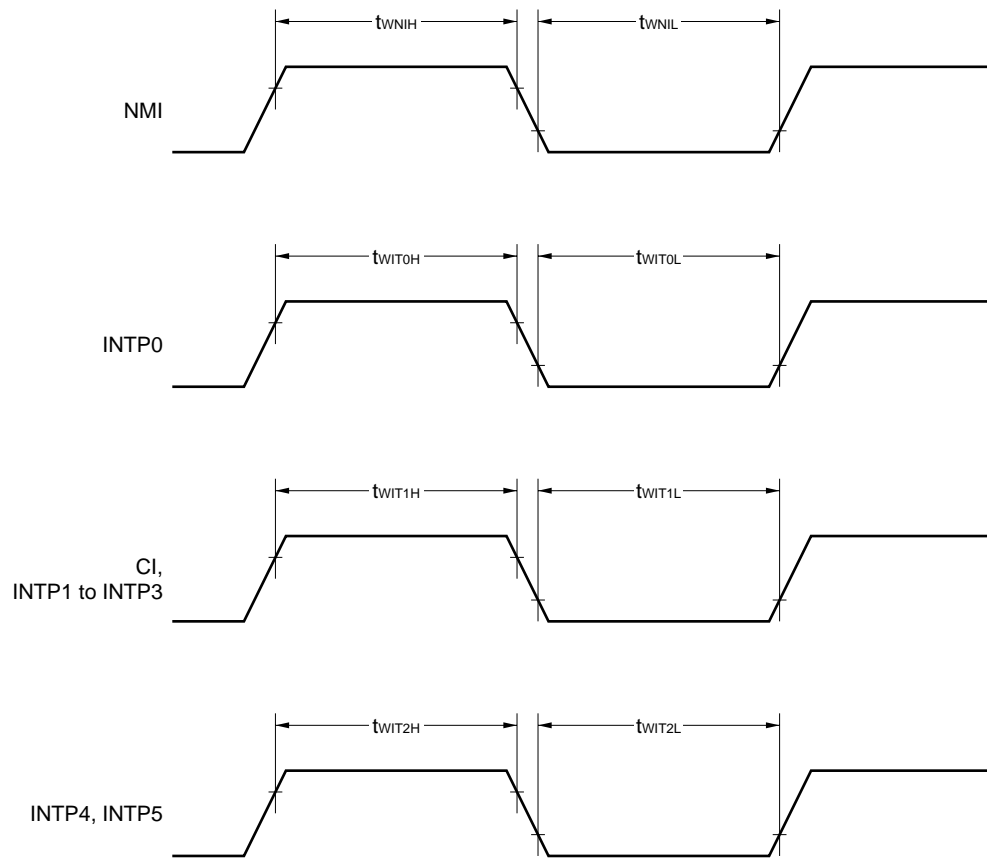 tWNIH
tWNIL
NMI
tWIT0H
tWIT0L
INTP0
tWIT1H
tWIT1L
CI,
INTP1 to INTP3
tWIT2H
tWIT2L
INTP4, INTP5